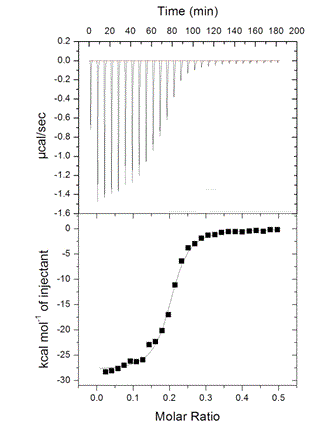 Time (min)
0 20 40 60 80 100 120 140 160 180 200
0.2
0.0
-0.2
-0.4
-0.6
-0.8
-1.0
-1.2
-1.4
-1.6
µcal/sec
0
-5
-10
-15
-20
-25
-30
kcal mol⁻¹ of injectant
0.0 0.1 0.2 0.3 0.4 0.5
Molar Ratio